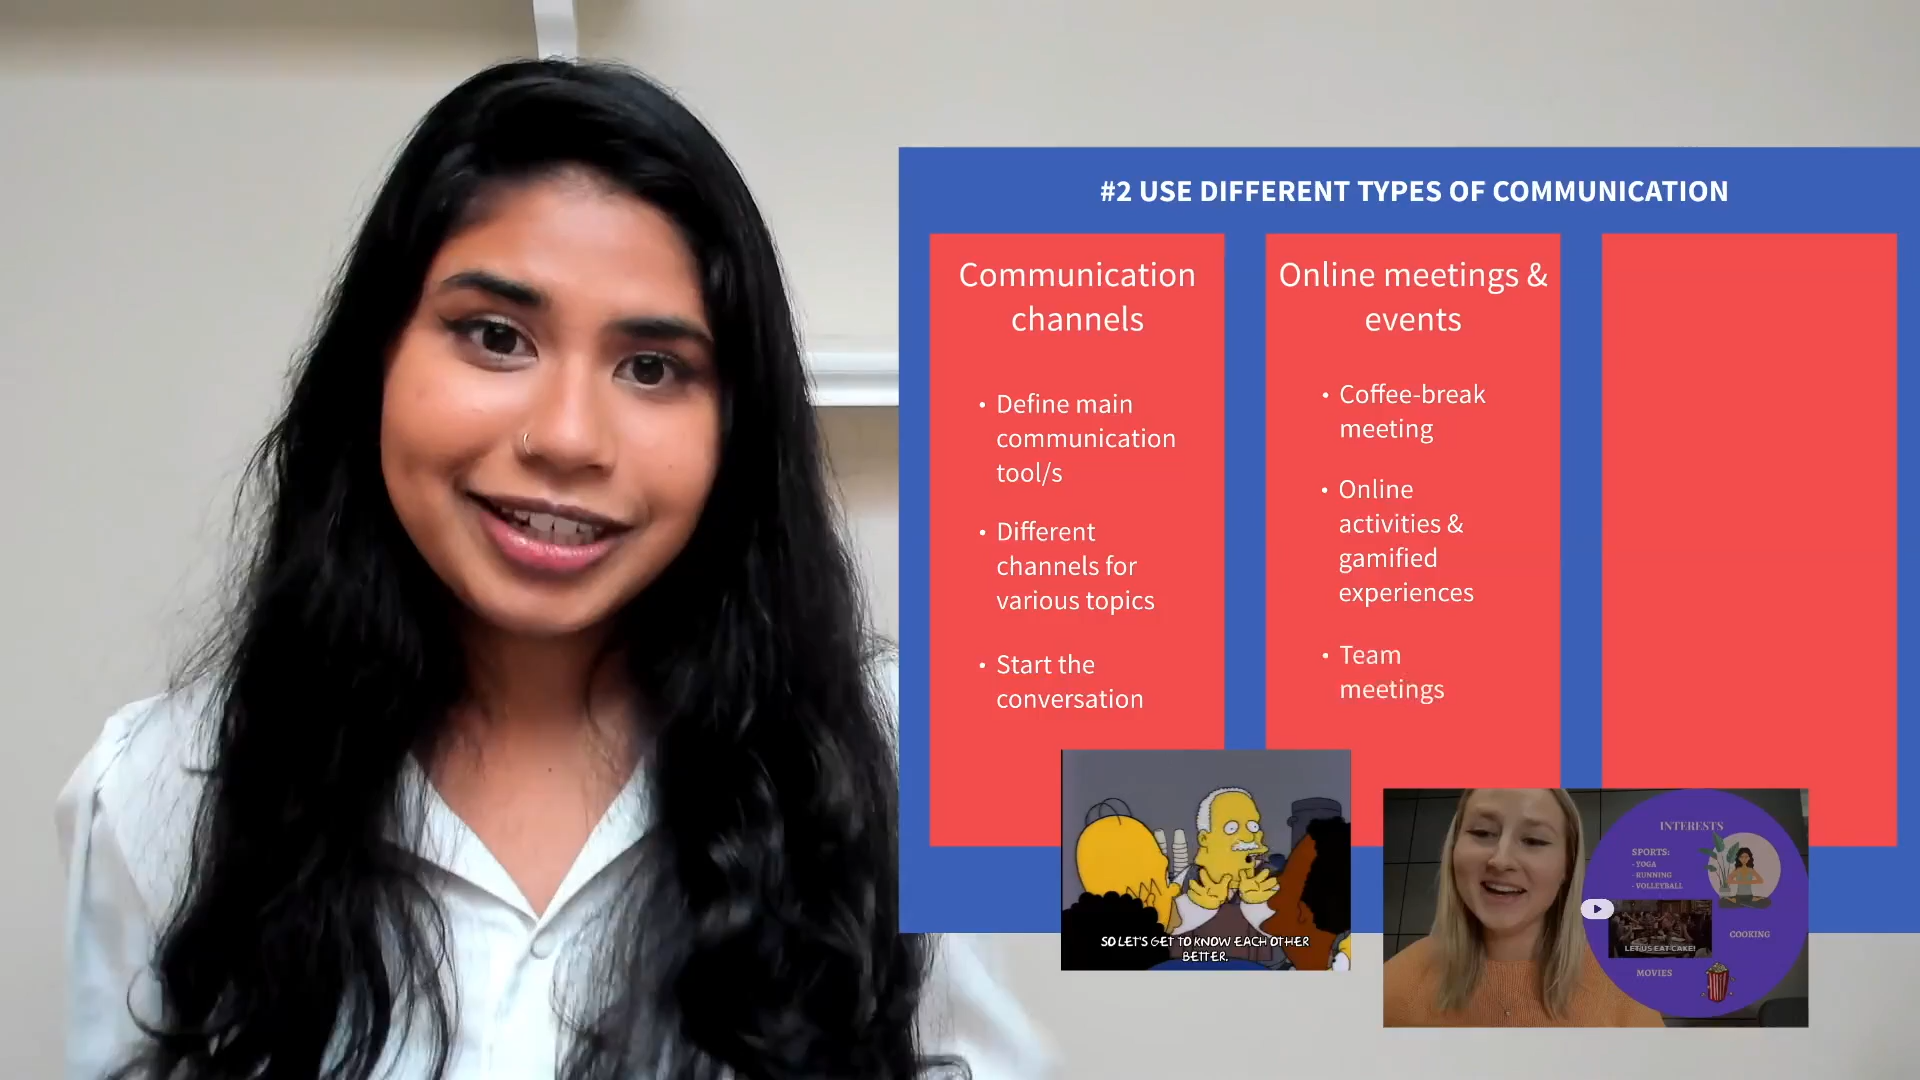 #2 USE DIFFERENT TYPES OF COMMUNICATION
Communication
channels
• Define main
communication
tool/s
• Different
channels for
various topics
• Start the
conversation
Online meetings &
events
• Coffee-break
meeting
• Online
activities &
gamified
experiences
• Team
meetings
SO LET'S GET TO KNOW EACH OTHER
BETTER.
INTERESTS
SPORTS:
- YOGA
- RUNNING
- VOLLEYBALL
LET US EAT CAKE!
COOKING
MOVIES